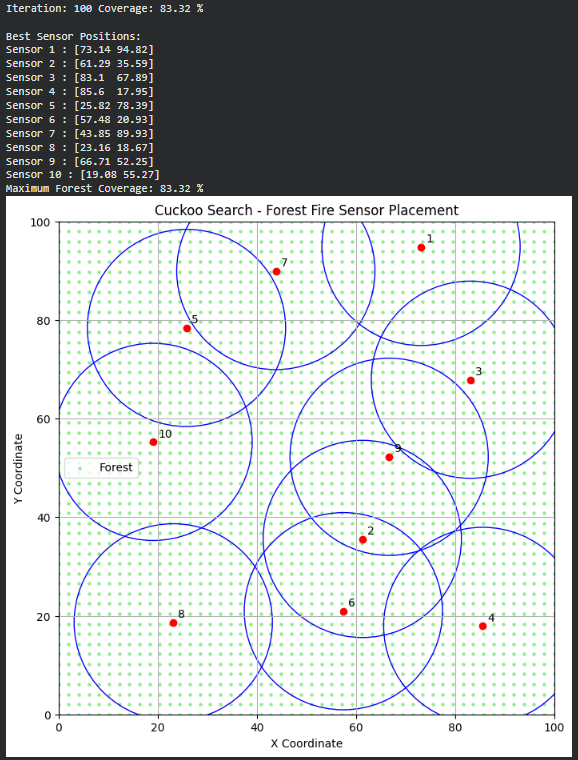 Iteration: 100 Coverage: 83.32 %
Best Sensor Positions:
Sensor 1 : [73.14 94.82]
Sensor 2 : [61.29 35.59]
Sensor 3 : [83.1  67.89]
Sensor 4 : [85.6  17.95]
Sensor 5 : [25.82 78.39]
Sensor 6 : [57.48 20.93]
Sensor 7 : [43.85 89.93]
Sensor 8 : [23.16 18.67]
Sensor 9 : [66.71 52.25]
Sensor 10 : [19.08 55.27]
Maximum Forest Coverage: 83.32 %
Cuckoo Search - Forest Fire Sensor Placement
100
1
7
80
5
3
60
10
9
Forest
Y Coordinate
40
2
20
8
6
4
0
0 20 40 60 80 100
X Coordinate